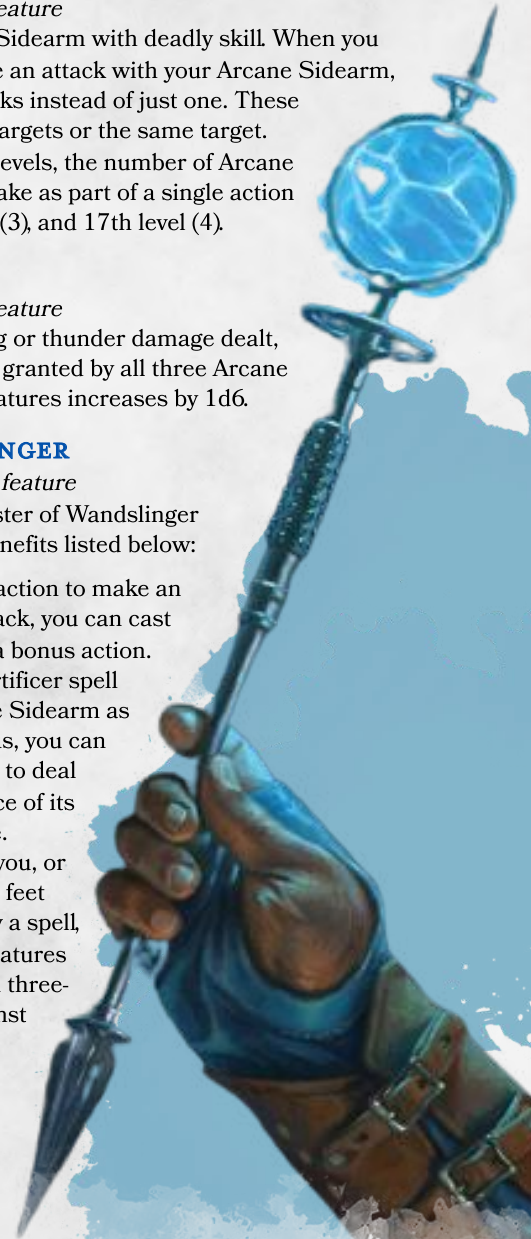 eature
Sidearm with deadly skill. When you
e an attack with your Arcane Sidearm,
ks instead of just one. These
argets or the same target.
evels, the number of Arcane
ake as part of a single action
(3), and 17th level (4).
eature
g or thunder damage dealt,
granted by all three Arcane
atures increases by 1d6.
NGER
feature
ster of Wandslinger
nefits listed below:
action to make an
ack, you can cast
a bonus action.
tificer spell
e Sidearm as
s, you can
to deal
ce of its
e.
you, or
feet
y a spell,
atures
three-
nst